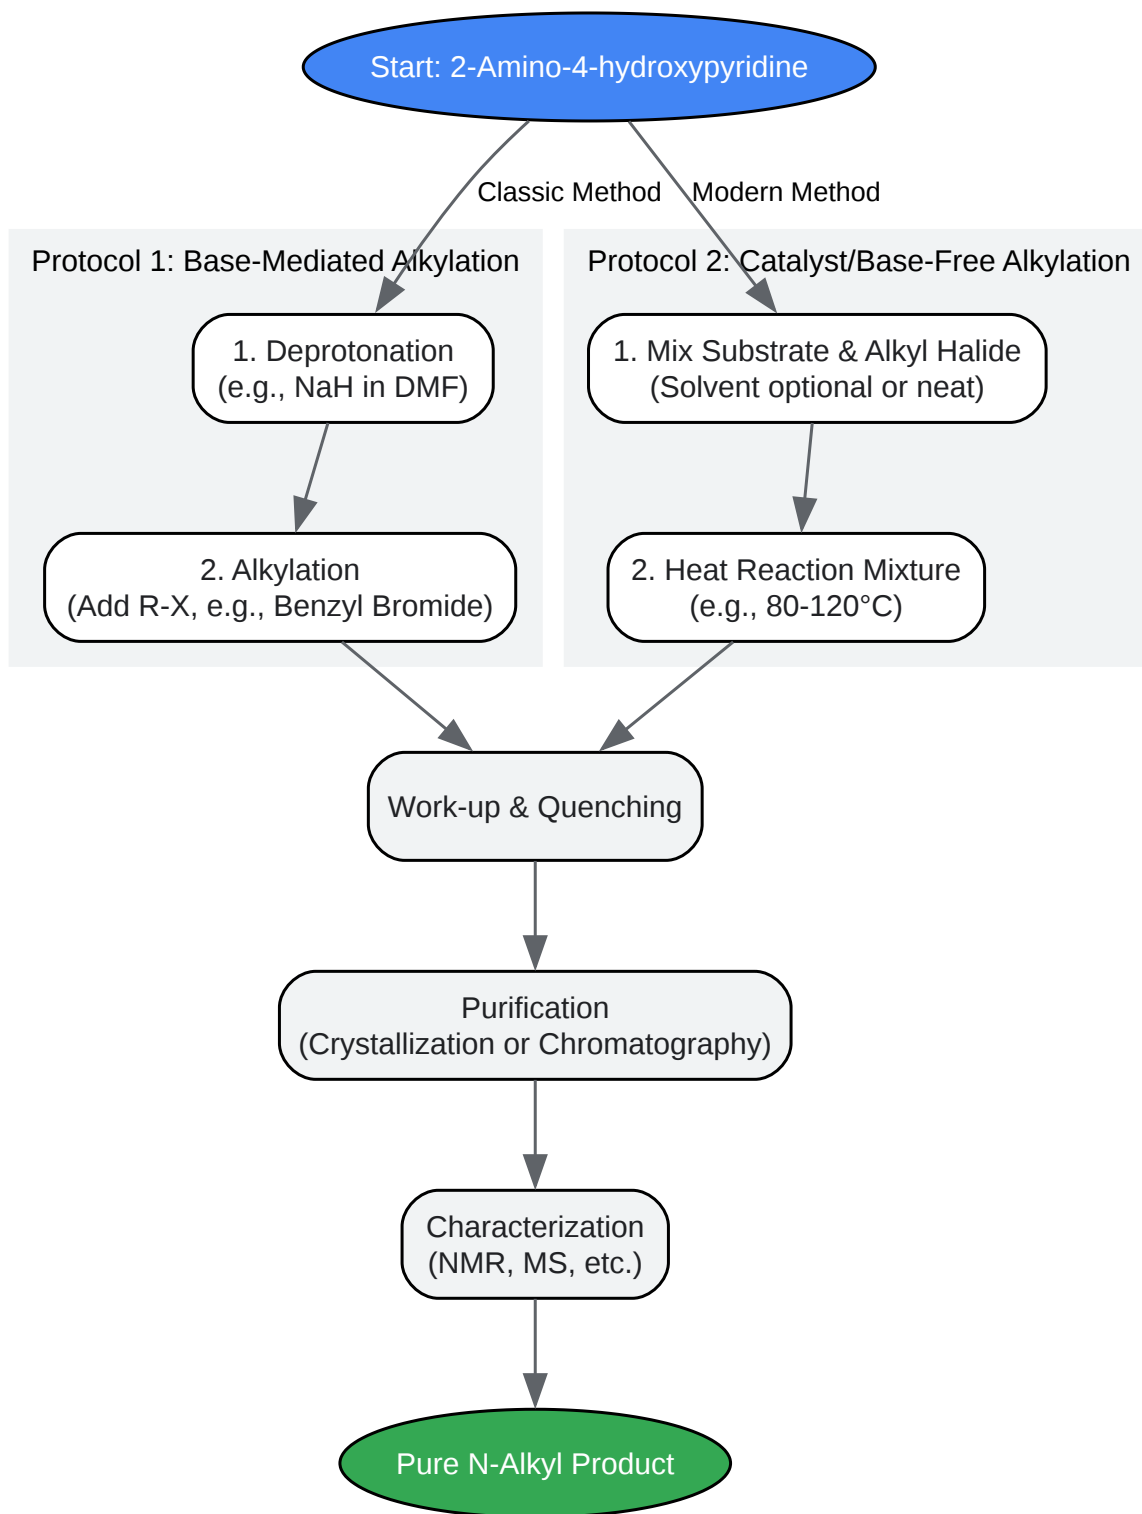 Start: 2-Amino-4-hydroxypyridine
Classic Method
Modern Method
Protocol 1: Base-Mediated Alkylation
1. Deprotonation
(e.g., NaH in DMF)
2. Alkylation
(Add R-X, e.g., Benzyl Bromide)
Protocol 2: Catalyst/Base-Free Alkylation
1. Mix Substrate & Alkyl Halide
(Solvent optional or neat)
2. Heat Reaction Mixture
(e.g., 80-120°C)
Work-up & Quenching
Purification
(Crystallization or Chromatography)
Characterization
(NMR, MS, etc.)
Pure N-Alkyl Product